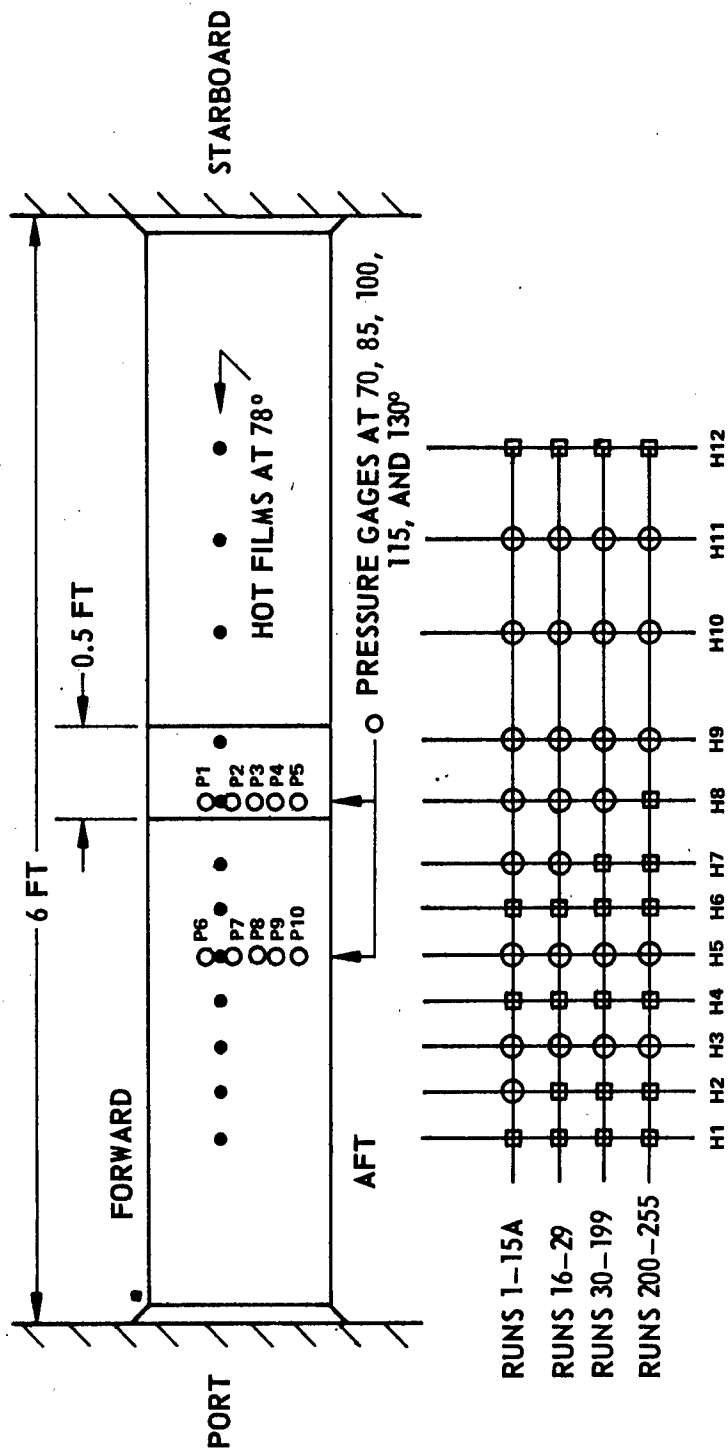 6 FT
0.5 FT
FORWARD
PORT
STARBOARD
HOT FILMS AT 78°
P6
P7
P8
P9
P10
P1
P2
P3
P4
P5
AFT
PRESSURE GAGES AT 70, 85, 100,
115, AND 130°
RUNS 1–15A
RUNS 16–29
RUNS 30–199
RUNS 200–255
H1 H2 H3 H4 H5 H6 H7 H8 H9 H10 H11 H12